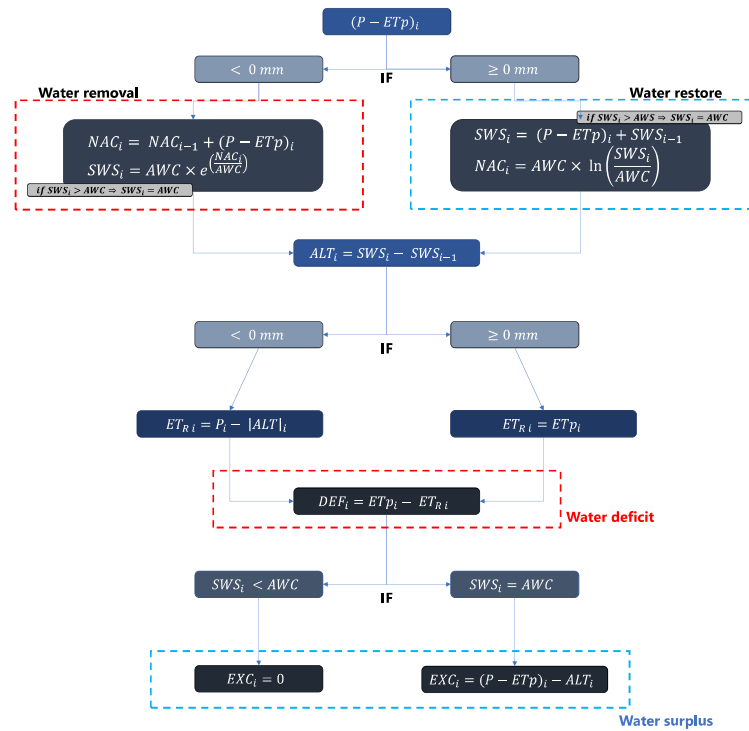 (P − ETp)ᵢ
< 0 mm
IF
≥ 0 mm
Water removal
Water restore
if SWSᵢ > AWS ⇒ SWSᵢ = AWC
NACᵢ = NACᵢ₋₁ + (P − ETp)ᵢ
SWSᵢ = AWC × e^(NACᵢ/AWC)
if SWSᵢ > AWC ⇒ SWSᵢ = AWC
SWSᵢ = (P − ETp)ᵢ + SWSᵢ₋₁
NACᵢ = AWC × ln(SWSᵢ/AWC)
ALTᵢ = SWSᵢ − SWSᵢ₋₁
< 0 mm
IF
≥ 0 mm
ET_R i = Pᵢ − |ALT|ᵢ
ET_R i = ETpᵢ
DEFᵢ = ETpᵢ − ET_R i
Water deficit
SWSᵢ < AWC
IF
SWSᵢ = AWC
EXCᵢ = 0
EXCᵢ = (P − ETp)ᵢ − ALTᵢ
Water surplus